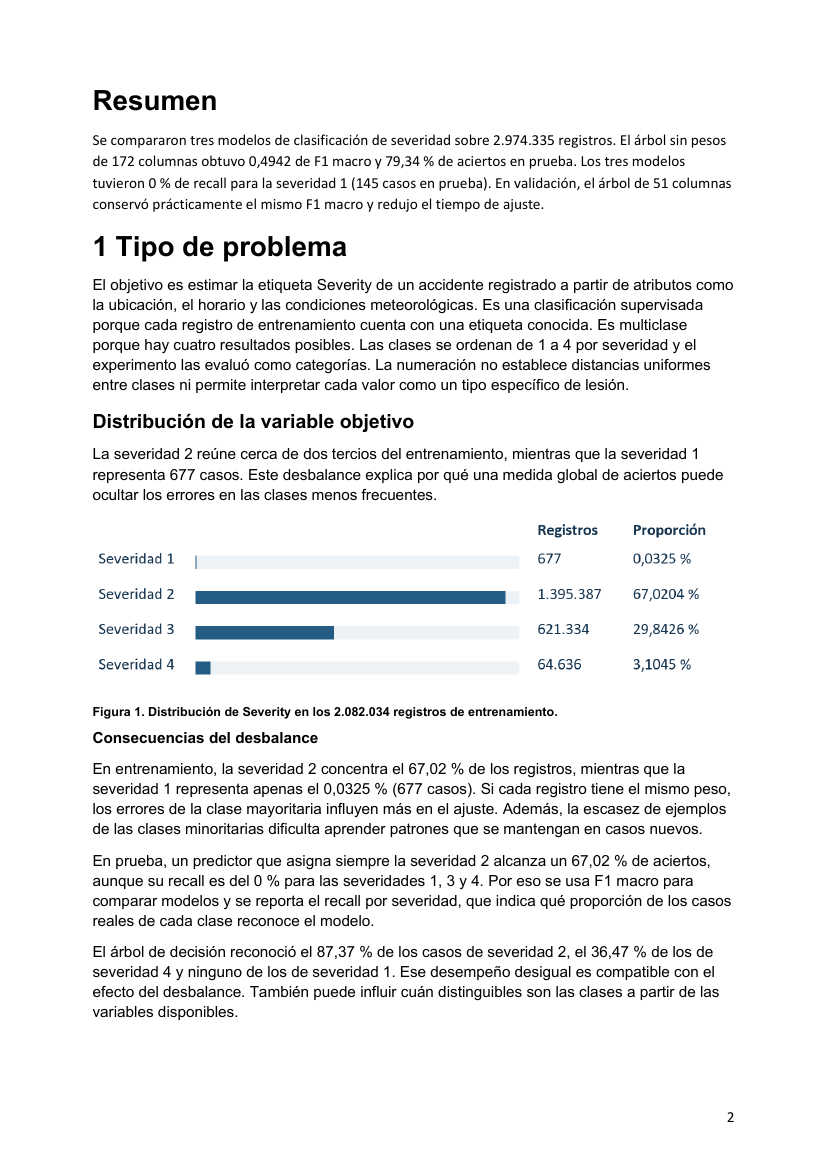 Resumen
Se compararon tres modelos de clasificación de severidad sobre 2.974.335 registros. El árbol sin pesos
de 172 columnas obtuvo 0,4942 de F1 macro y 79,34 % de aciertos en prueba. Los tres modelos
tuvieron 0 % de recall para la severidad 1 (145 casos en prueba). En validación, el árbol de 51 columnas
conservó prácticamente el mismo F1 macro y redujo el tiempo de ajuste.
1 Tipo de problema
El objetivo es estimar la etiqueta Severity de un accidente registrado a partir de atributos como
la ubicación, el horario y las condiciones meteorológicas. Es una clasificación supervisada
porque cada registro de entrenamiento cuenta con una etiqueta conocida. Es multiclase
porque hay cuatro resultados posibles. Las clases se ordenan de 1 a 4 por severidad y el
experimento las evaluó como categorías. La numeración no establece distancias uniformes
entre clases ni permite interpretar cada valor como un tipo específico de lesión.
Distribución de la variable objetivo
La severidad 2 reúne cerca de dos tercios del entrenamiento, mientras que la severidad 1
representa 677 casos. Este desbalance explica por qué una medida global de aciertos puede
ocultar los errores en las clases menos frecuentes.
Registros Proporción
Severidad 1 677 0,0325 %
Severidad 2 1.395.387 67,0204 %
Severidad 3 621.334 29,8426 %
Severidad 4 64.636 3,1045 %
Figura 1. Distribución de Severity en los 2.082.034 registros de entrenamiento.
Consecuencias del desbalance
En entrenamiento, la severidad 2 concentra el 67,02 % de los registros, mientras que la
severidad 1 representa apenas el 0,0325 % (677 casos). Si cada registro tiene el mismo peso,
los errores de la clase mayoritaria influyen más en el ajuste. Además, la escasez de ejemplos
de las clases minoritarias dificulta aprender patrones que se mantengan en casos nuevos.
En prueba, un predictor que asigna siempre la severidad 2 alcanza un 67,02 % de aciertos,
aunque su recall es del 0 % para las severidades 1, 3 y 4. Por eso se usa F1 macro para
comparar modelos y se reporta el recall por severidad, que indica qué proporción de los casos
reales de cada clase reconoce el modelo.
El árbol de decisión reconoció el 87,37 % de los casos de severidad 2, el 36,47 % de los de
severidad 4 y ninguno de los de severidad 1. Ese desempeño desigual es compatible con el
efecto del desbalance. También puede influir cuán distinguibles son las clases a partir de las
variables disponibles.
2